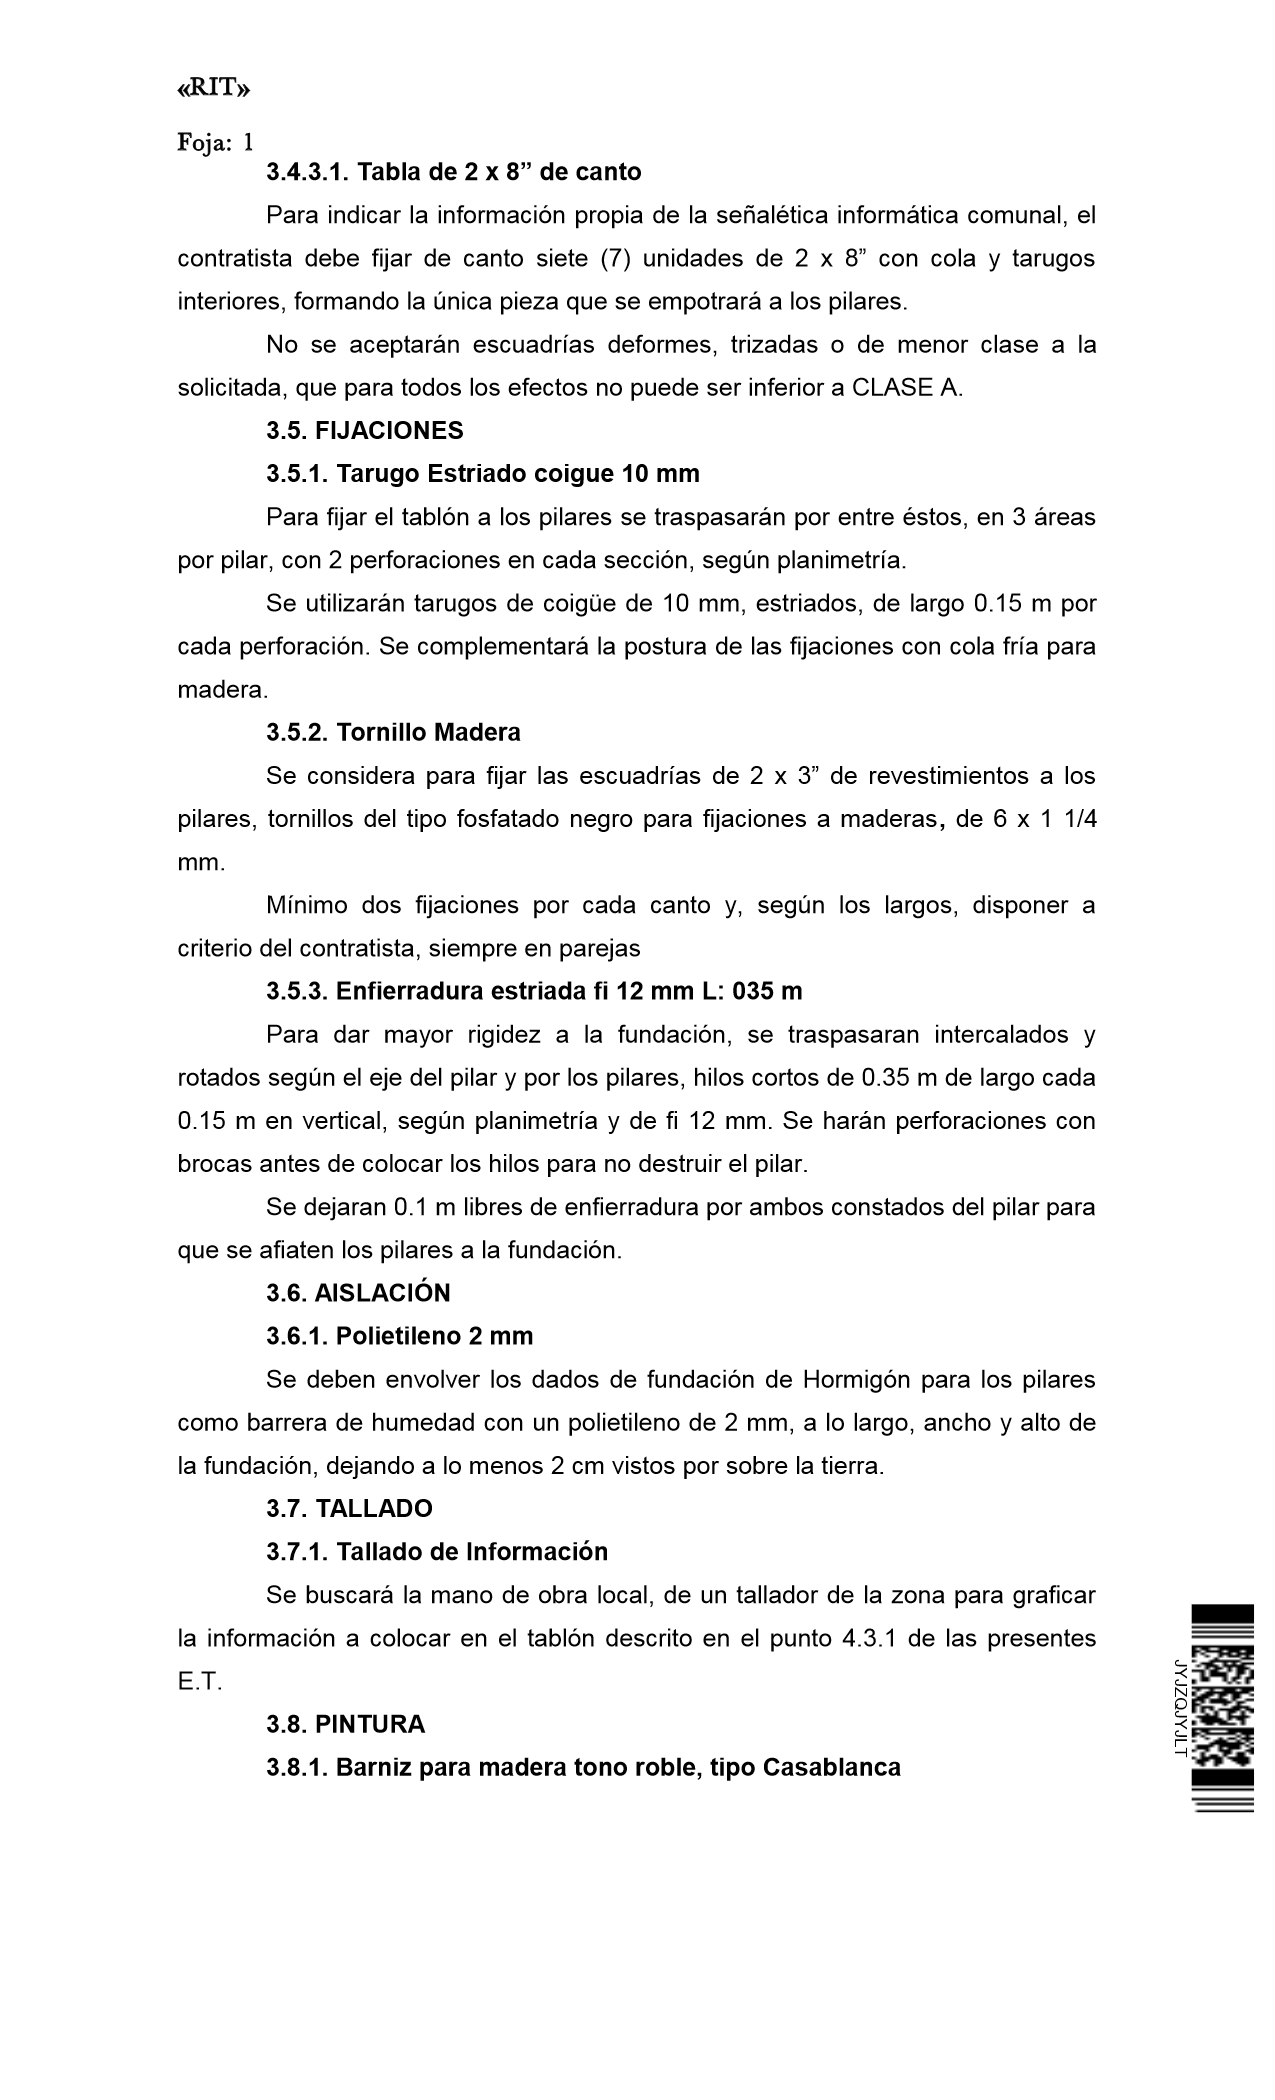 «RIT»
Foja: 1
3.4.3.1. Tabla de 2 x 8” de canto
Para indicar la información propia de la señalética informática comunal, el
contratista debe fijar de canto siete (7) unidades de 2 x 8” con cola y tarugos
interiores, formando la única pieza que se empotrará a los pilares.
No se aceptarán escuadrías deformes, trizadas o de menor clase a la
solicitada, que para todos los efectos no puede ser inferior a CLASE A.
3.5. FIJACIONES
3.5.1. Tarugo Estriado coigue 10 mm
Para fijar el tablón a los pilares se traspasarán por entre éstos, en 3 áreas
por pilar, con 2 perforaciones en cada sección, según planimetría.
Se utilizarán tarugos de coigüe de 10 mm, estriados, de largo 0.15 m por
cada perforación. Se complementará la postura de las fijaciones con cola fría para
madera.
3.5.2. Tornillo Madera
Se considera para fijar las escuadrías de 2 x 3” de revestimientos a los
pilares, tornillos del tipo fosfatado negro para fijaciones a maderas, de 6 x 1 1/4
mm.
Mínimo dos fijaciones por cada canto y, según los largos, disponer a
criterio del contratista, siempre en parejas
3.5.3. Enfierradura estriada fi 12 mm L: 035 m
Para dar mayor rigidez a la fundación, se traspasaran intercalados y
rotados según el eje del pilar y por los pilares, hilos cortos de 0.35 m de largo cada
0.15 m en vertical, según planimetría y de fi 12 mm. Se harán perforaciones con
brocas antes de colocar los hilos para no destruir el pilar.
Se dejaran 0.1 m libres de enfierradura por ambos constados del pilar para
que se afiaten los pilares a la fundación.
3.6. AISLACIÓN
3.6.1. Polietileno 2 mm
Se deben envolver los dados de fundación de Hormigón para los pilares
como barrera de humedad con un polietileno de 2 mm, a lo largo, ancho y alto de
la fundación, dejando a lo menos 2 cm vistos por sobre la tierra.
3.7. TALLADO
3.7.1. Tallado de Información
Se buscará la mano de obra local, de un tallador de la zona para graficar
la información a colocar en el tablón descrito en el punto 4.3.1 de las presentes
E.T.
3.8. PINTURA
3.8.1. Barniz para madera tono roble, tipo Casablanca
JYJZQJYJLT